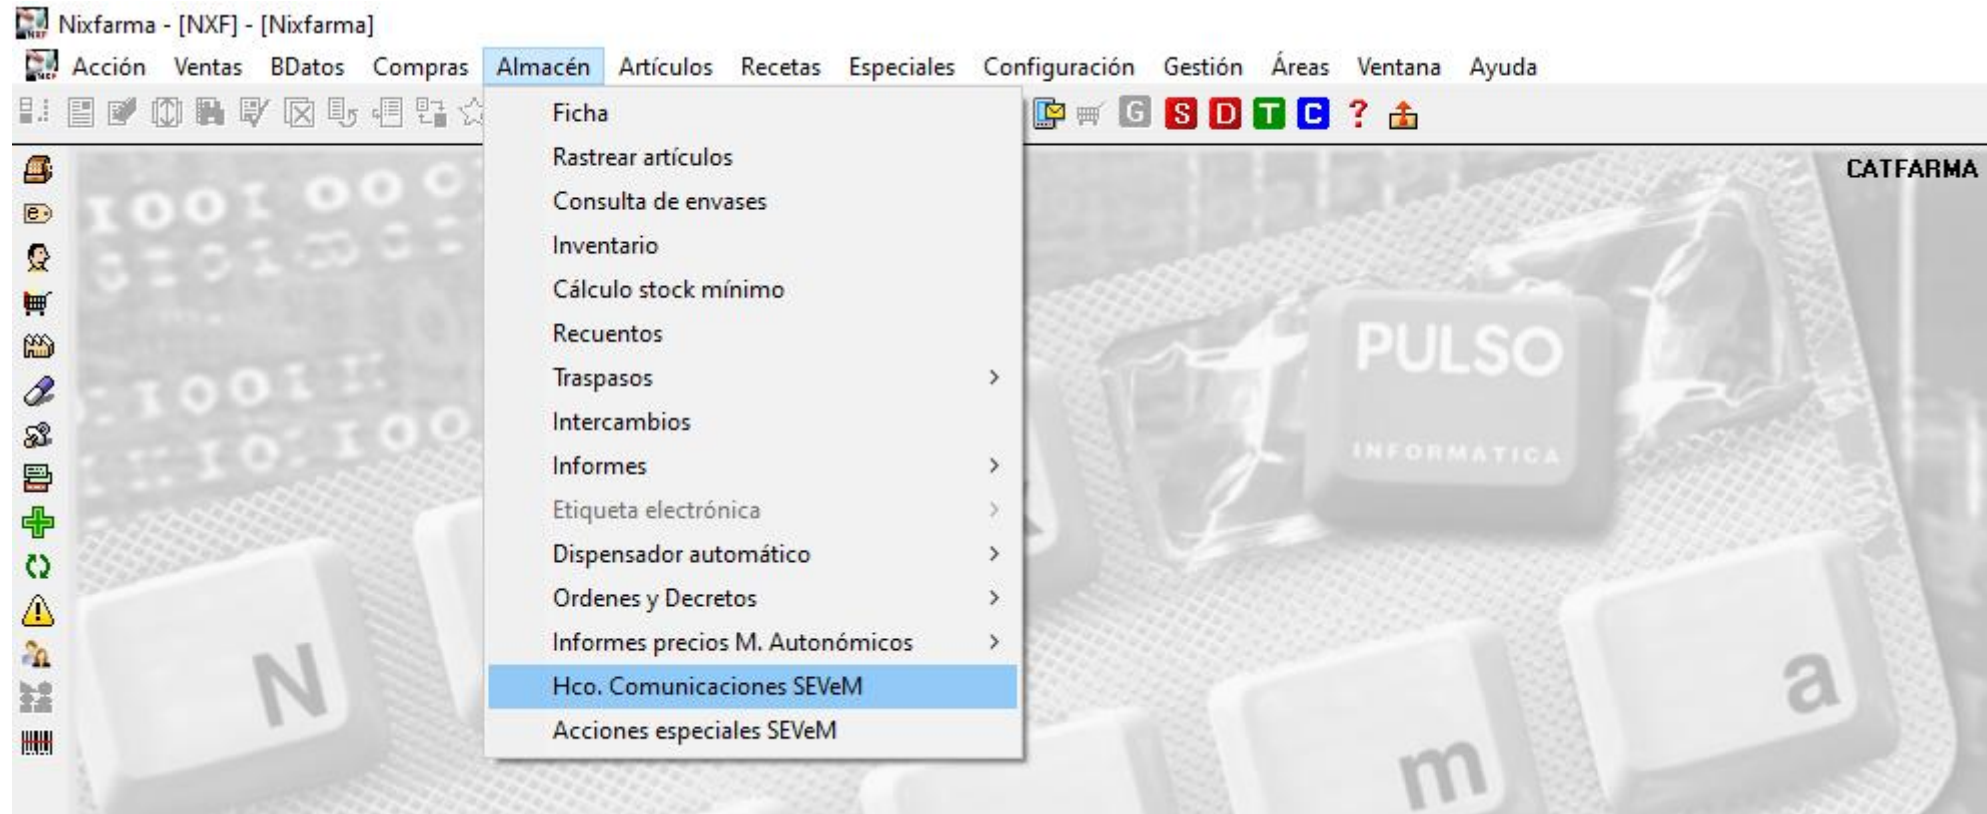 Nixfarma - [NXF] - [Nixfarma]
Acción Ventas BDatos Compras Almacén Artículos Recetas Especiales Configuración Gestión Áreas Ventana Ayuda
G S D T C ?
CATFARMA
Ficha
Rastrear artículos
Consulta de envases
Inventario
Cálculo stock mínimo
Recuentos
Traspasos
Intercambios
Informes
Etiqueta electrónica
Dispensador automático
Ordenes y Decretos
Informes precios M. Autonómicos
Hco. Comunicaciones SEVeM
Acciones especiales SEVeM
PULSO
INFORMATICA
N
m
a